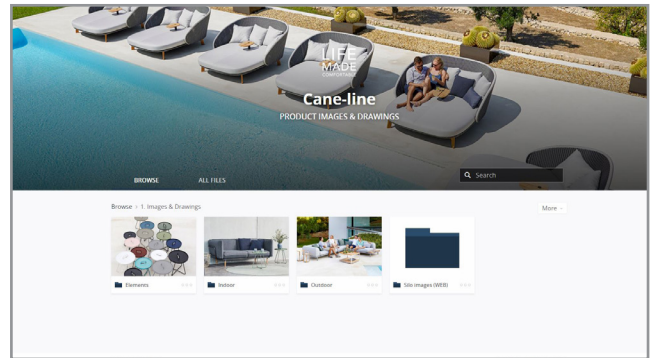 LIFE
MADE
COMFORTABLE
Cane-line
PRODUCT IMAGES & DRAWINGS
BROWSE
ALL FILES
Search
Browse > 1. Images & Drawings
More
Elements
Indoor
Outdoor
Silo images (WEB)